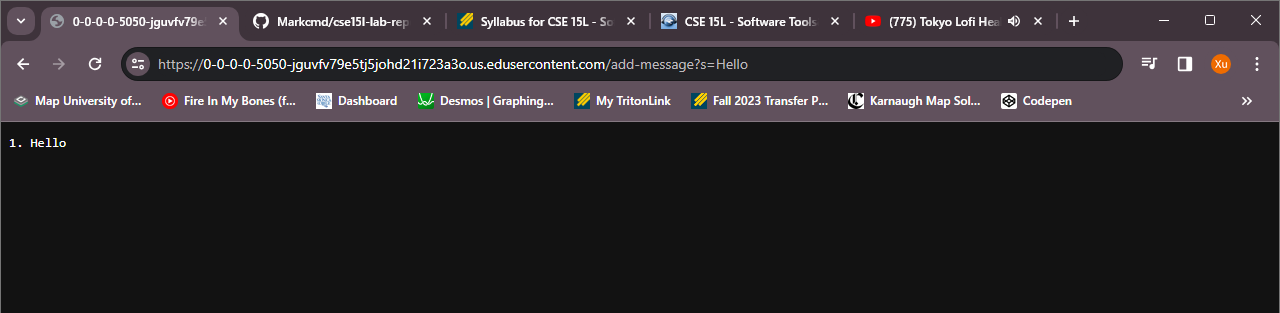 0-0-0-0-5050-jguvfv79e5 Markcmd/cse15l-lab-rep Syllabus for CSE 15L - So CSE 15L - Software Tools (775) Tokyo Lofi Hea
https://0-0-0-0-5050-jguvfv79e5tj5johd21i723a3o.us.edusercontent.com/add-message?s=Hello Xu
Map University of... Fire In My Bones (f... Dashboard Desmos | Graphing... My TritonLink Fall 2023 Transfer P... Karnaugh Map Sol... Codepen
1. Hello